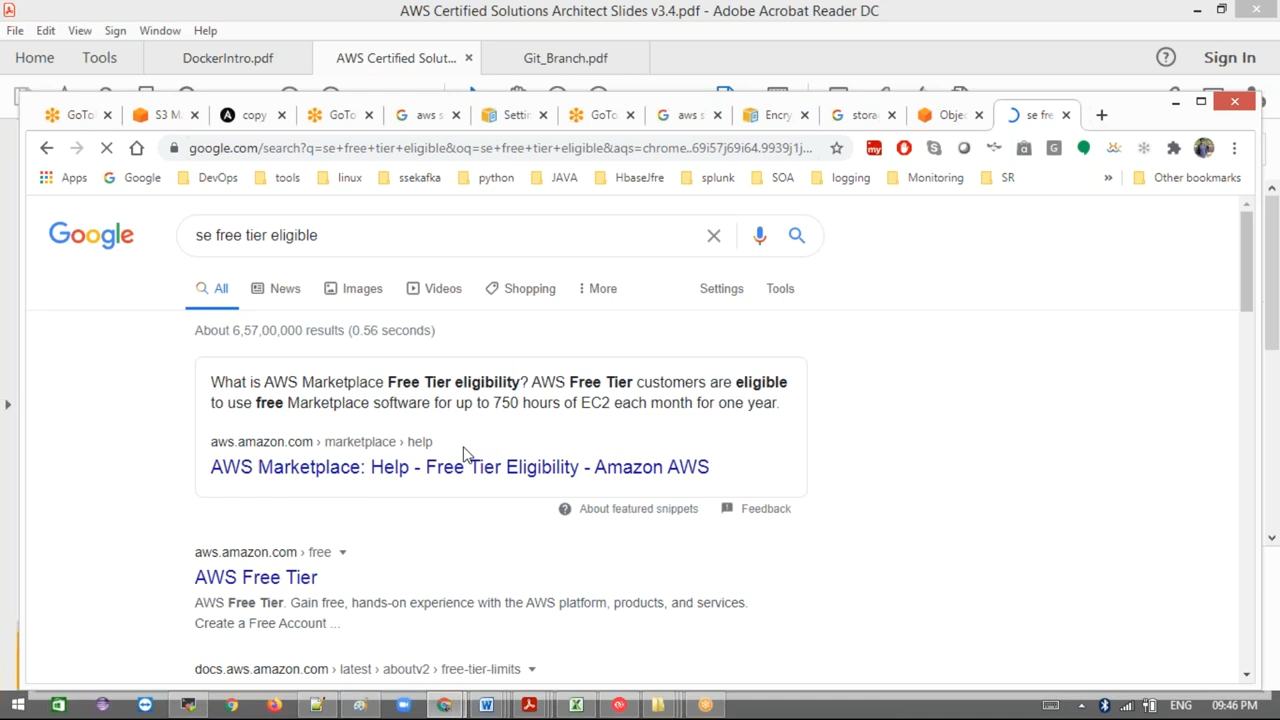 AWS Certified Solutions Architect Slides v3.4.pdf - Adobe Acrobat Reader DC
File Edit View Sign Window Help
Home Tools DockerIntro.pdf AWS Certified Solut... × Git_Branch.pdf ? Sign In
GoTo × S3 M × A copy × GoTo × G aws s × Settin × GoTo × G aws s × Encry × G stora × Objec × se fre × +
google.com/search?q=se+free+tier+eligible&oq=se+free+tier+eligible&aqs=chrome..69i57j69i64.9939j1j... my
Apps Google DevOps tools linux ssekafka python JAVA HbaseJfre splunk SOA logging Monitoring SR » Other bookmarks
Google se free tier eligible
All News Images Videos Shopping More Settings Tools
About 6,57,00,000 results (0.56 seconds)
What is AWS Marketplace Free Tier eligibility? AWS Free Tier customers are eligible
to use free Marketplace software for up to 750 hours of EC2 each month for one year.
aws.amazon.com › marketplace › help
AWS Marketplace: Help - Free Tier Eligibility - Amazon AWS
About featured snippets Feedback
aws.amazon.com › free
AWS Free Tier
AWS Free Tier. Gain free, hands-on experience with the AWS platform, products, and services.
Create a Free Account ...
docs.aws.amazon.com › latest › aboutv2 › free-tier-limits
ENG 09:46 PM